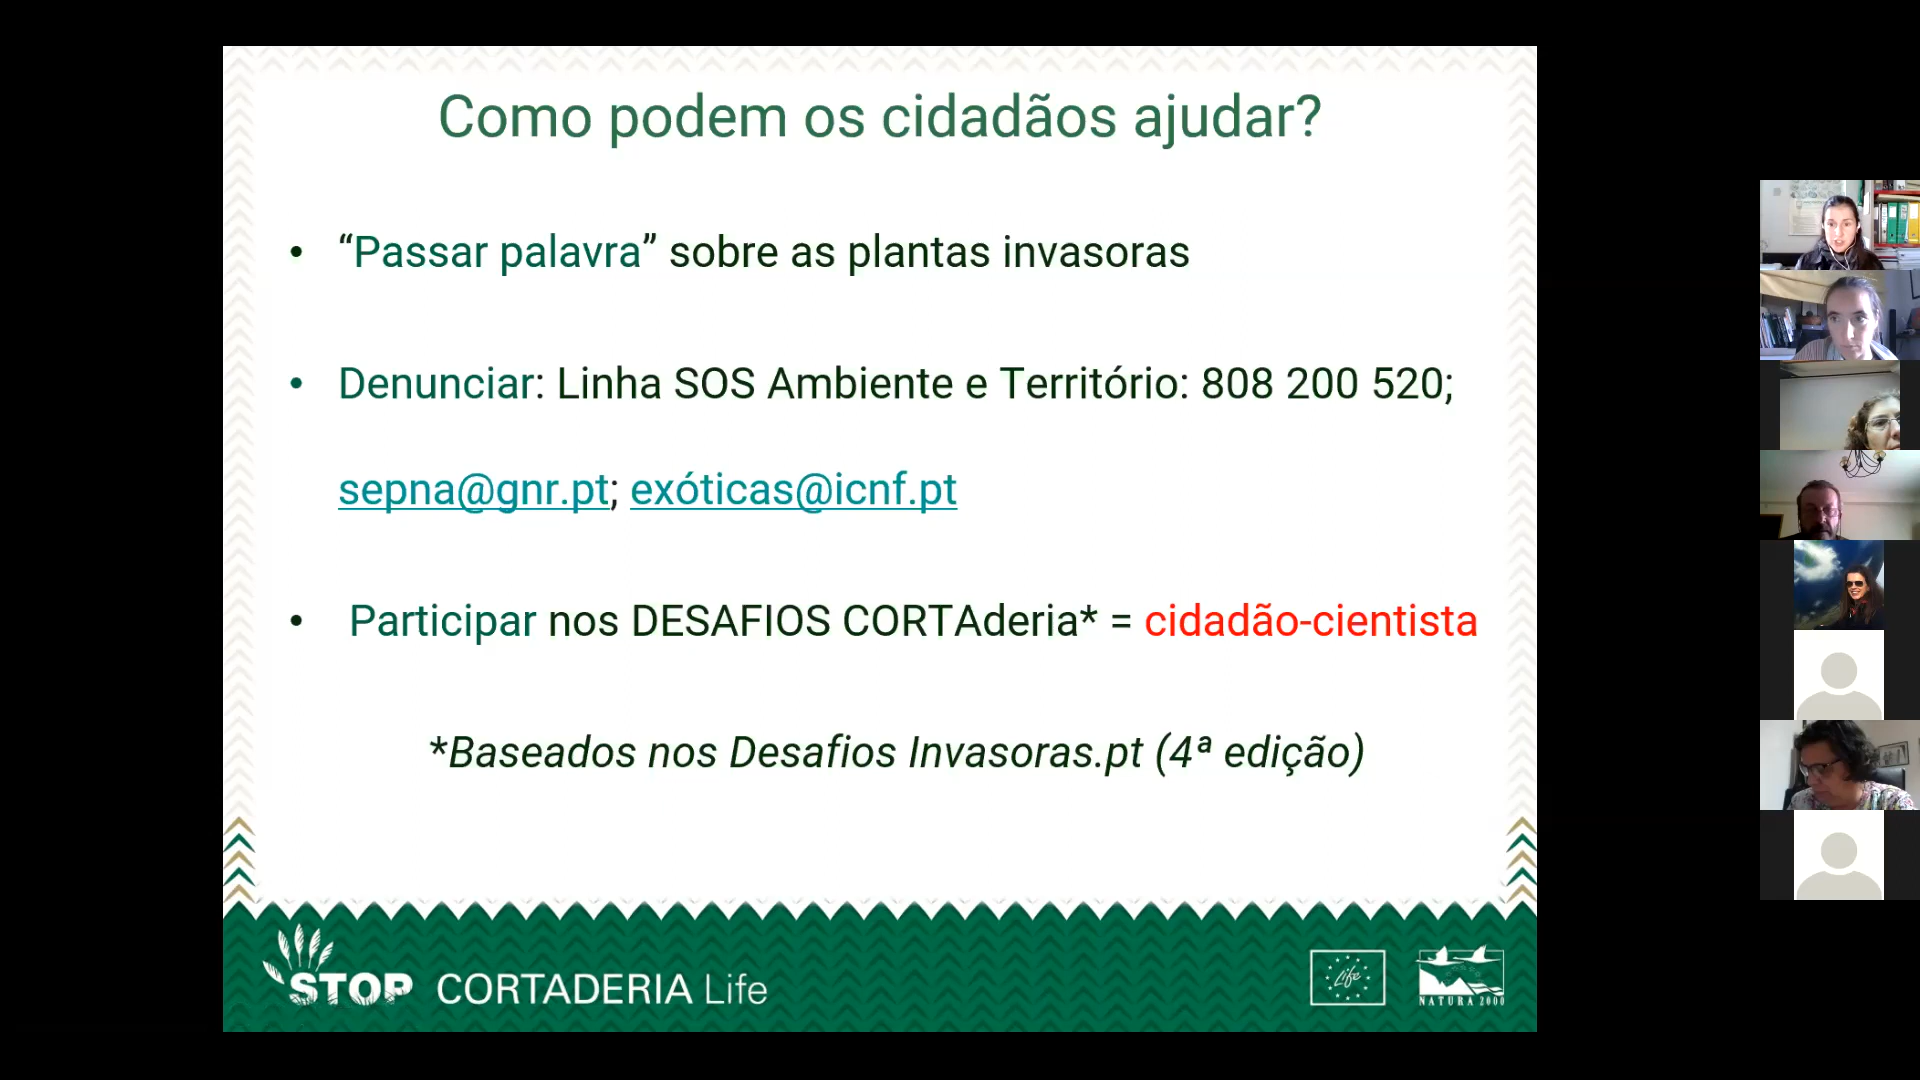 Como podem os cidadãos ajudar?
• “Passar palavra” sobre as plantas invasoras
• Denunciar: Linha SOS Ambiente e Território: 808 200 520;
sepna@gnr.pt; exóticas@icnf.pt
• Participar nos DESAFIOS CORTAderia* = cidadão-cientista
*Baseados nos Desafios Invasoras.pt (4ª edição)
STOP CORTADERIA Life
Life
NATURA 2000